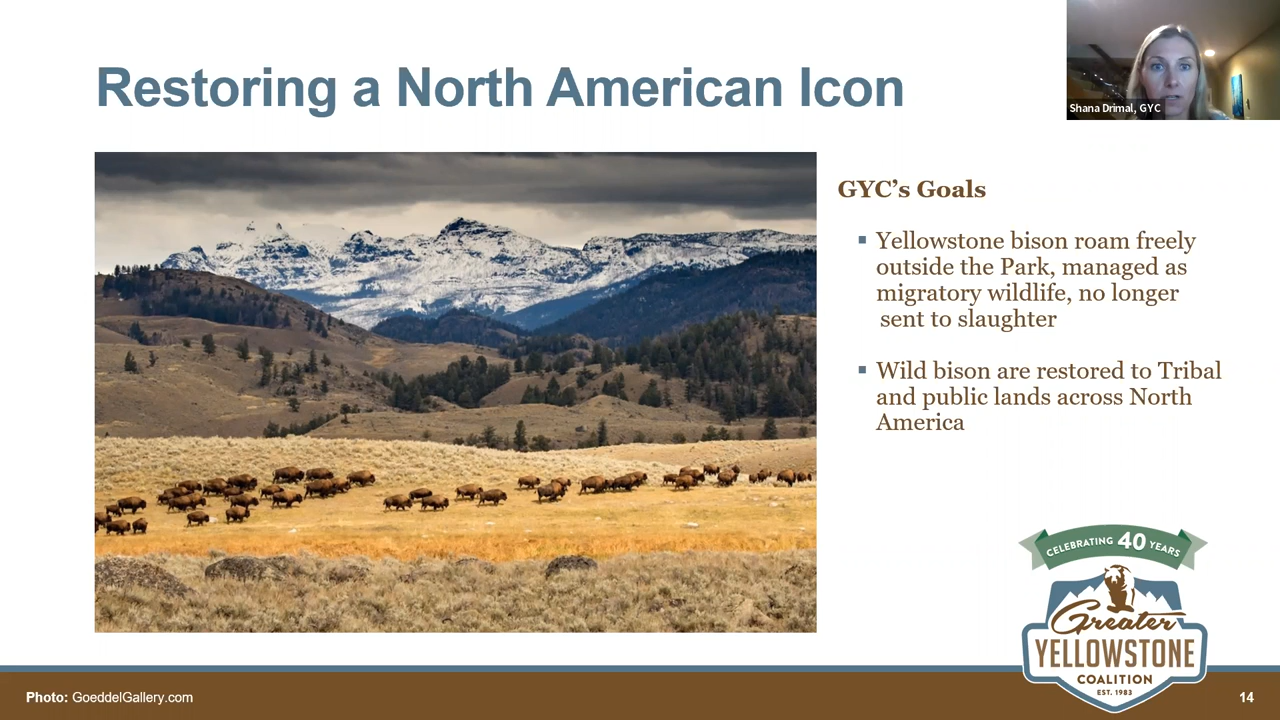 Restoring a North American Icon
Shana Drimal, GYC
GYC's Goals
▪ Yellowstone bison roam freely
outside the Park, managed as
migratory wildlife, no longer
sent to slaughter
▪ Wild bison are restored to Tribal
and public lands across North
America
CELEBRATING 40 YEARS
Greater
YELLOWSTONE
COALITION
EST. 1983
Photo: GoeddelGallery.com
14